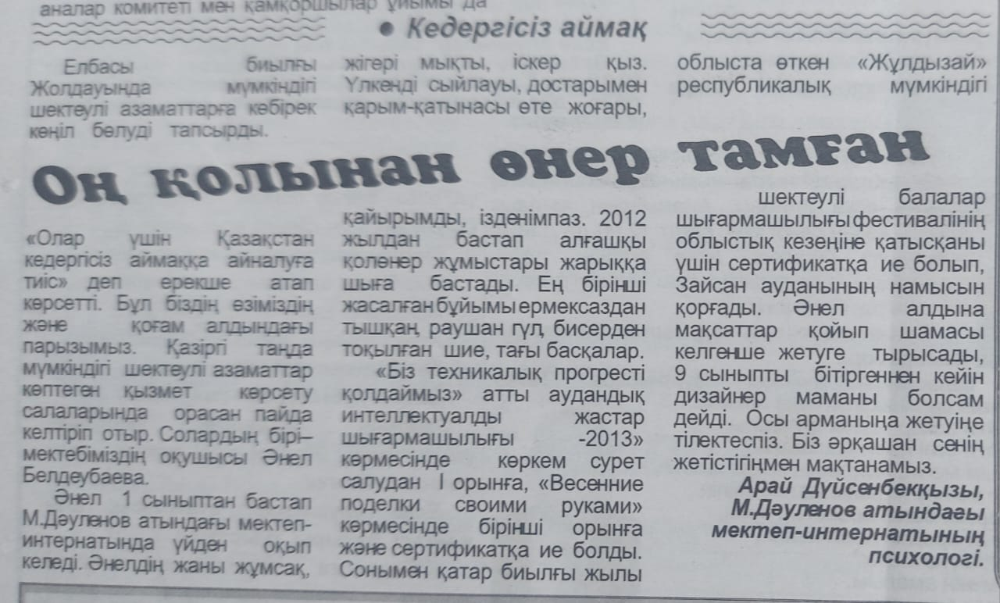 аналар комитеті мен қамқоршылар ұйымы да
• Кедергісіз аймақ
Оң қолынан өнер тамған
Елбасы биылғы
Жолдауында мүмкіндігі
шектеулі азаматтарға көбірек
көңіл бөлуді тапсырды.
«Олар үшін Қазақстан
кедергісіз аймаққа айналуға
тиіс» деп ерекше атап
көрсетті. Бұл біздің өзіміздің
және қоғам алдындағы
парызымыз. Қазіргі таңда
мүмкіндігі шектеулі азаматтар
көптеген қызмет көрсету
салаларында орасан пайда
келтіріп отыр. Солардың бірі–
мектебіміздің оқушысы Әнел
Белдеубаева.
Әнел 1 сыныптан бастап
М.Дәуленов атындағы мектеп-
интернатында үйден оқып
келеді. Әнелдің жаны жұмсақ,
жігері мықты, іскер қыз.
Үлкенді сыйлауы, достарымен
қарым-қатынасы өте жоғары,
қайырымды, ізденімпаз. 2012
жылдан бастап алғашқы
қолөнер жұмыстары жарыққа
шыға бастады. Ең бірінші
жасалған бұйымы ермексаздан
тышқан, раушан гүл, бисерден
тоқылған шие, тағы басқалар.
«Біз техникалық прогресті
қолдаймыз» атты аудандық
интеллектуалды жастар
шығармашылығы -2013»
көрмесінде көркем сурет
салудан І орынға, «Весенние
поделки своими руками»
көрмесінде бірінші орынға
және сертификатқа ие болды.
Сонымен қатар биылғы жылы
облыста өткен «Жұлдызай»
республикалық мүмкіндігі
шектеулі балалар
шығармашылығы фестивалінің
облыстық кезеңіне қатысқаны
үшін сертификатқа ие болып,
Зайсан ауданының намысын
қорғады. Әнел алдына
мақсаттар қойып шамасы
келгенше жетуге тырысады,
9 сыныпты бітіргеннен кейін
дизайнер маманы болсам
дейді. Осы арманыңа жетуіңе
тілектеспіз. Біз әрқашан сенің
жетістігіңмен мақтанамыз.
Арай Дүйсенбекқызы,
М.Дәуленов атындағы
мектеп-интернатының
психологі.